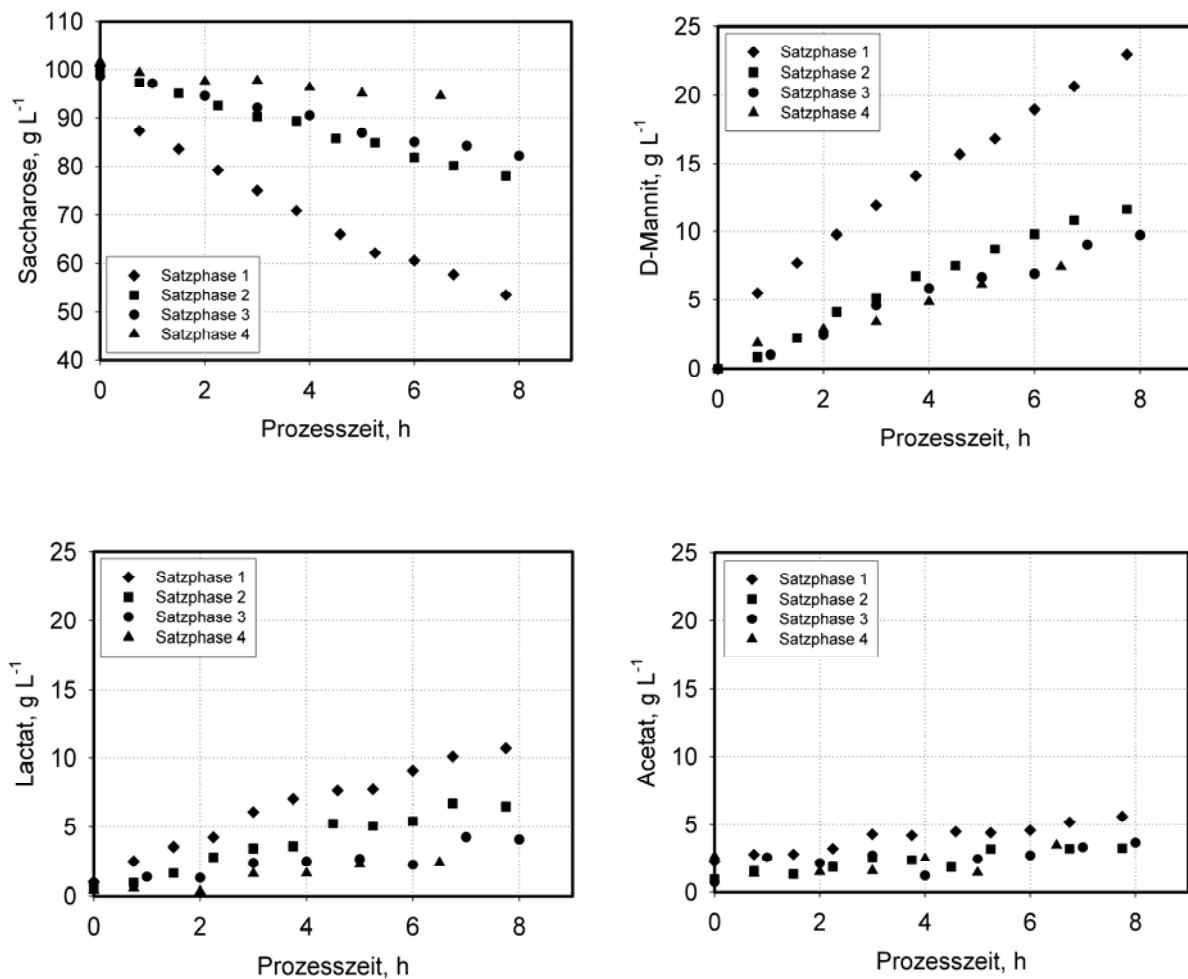 Saccharose, g L⁻¹
110
100
90
80
70
60
50
40
Satzphase 1
Satzphase 2
Satzphase 3
Satzphase 4
0 2 4 6 8
Prozesszeit, h
D-Mannit, g L⁻¹
25
20
15
10
5
0
Satzphase 1
Satzphase 2
Satzphase 3
Satzphase 4
0 2 4 6 8
Prozesszeit, h
Lactat, g L⁻¹
25
20
15
10
5
0
Satzphase 1
Satzphase 2
Satzphase 3
Satzphase 4
0 2 4 6 8
Prozesszeit, h
Acetat, g L⁻¹
25
20
15
10
5
0
Satzphase 1
Satzphase 2
Satzphase 3
Satzphase 4
0 2 4 6 8
Prozesszeit, h